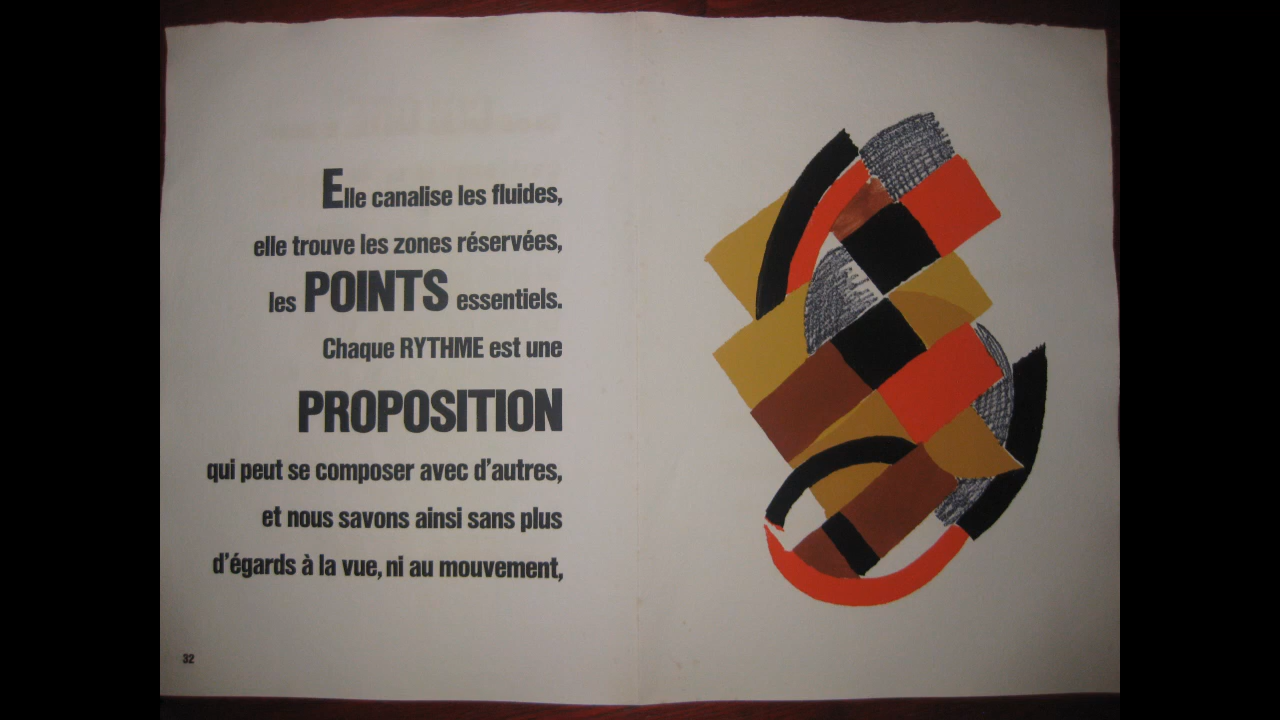 Elle canalise les fluides,
elle trouve les zones réservées,
les POINTS essentiels.
Chaque RYTHME est une
PROPOSITION
qui peut se composer avec d'autres,
et nous savons ainsi sans plus
d'égards à la vue, ni au mouvement,
32